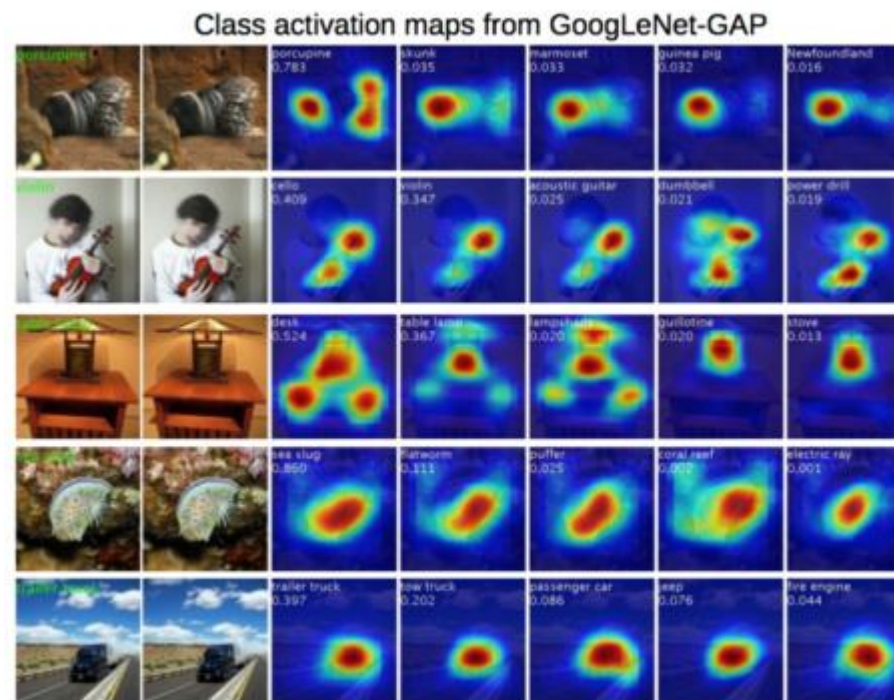 Class activation maps from GoogLeNet-GAP
porcupine porcupine skunk marmoset guinea pig Newfoundland
0.783 0.035 0.033 0.032 0.016
violin cello violin acoustic guitar dumbbell power drill
0.409 0.347 0.025 0.021 0.019
desk table lamp lampshade guillotine stove
0.524 0.367 0.020 0.020 0.013
sea slug flatworm puffer coral reef electric ray
0.860 0.111 0.025 0.002 0.001
trailer truck trailer truck tow truck passenger car jeep fire engine
0.397 0.202 0.086 0.076 0.044